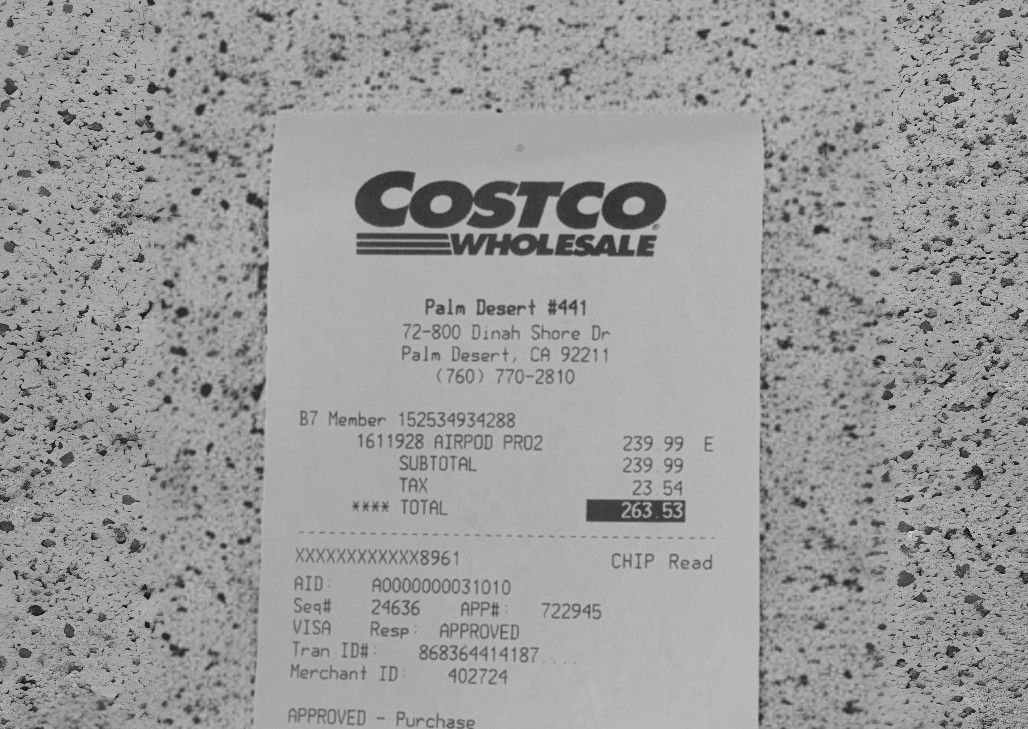 COSTCO
WHOLESALE
Palm Desert #441
72-800 Dinah Shore Dr
Palm Desert, CA 92211
(760) 770-2810
B7 Member 152534934288
1611928 AIRPOD PRO2 239.99 E
SUBTOTAL 239.99
TAX 23.54
**** TOTAL 263.53
XXXXXXXXXXXX8961 CHIP Read
AID: A0000000031010
Seq# 24636 APP#: 722945
VISA Resp: APPROVED
Tran ID#: 868364414187....
Merchant ID: 402724
APPROVED - Purchase